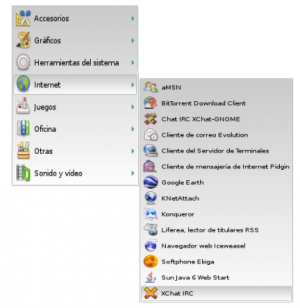 Accesorios
Gráficos
Herramientas del sistema
Internet
Juegos
Oficina
Otras
Sonido y vídeo
aMSN
BitTorrent Download Client
Chat IRC XChat-GNOME
Cliente de correo Evolution
Cliente del Servidor de Terminales
Cliente de mensajería de Internet Pidgin
Google Earth
KNetAttach
Konqueror
Liferea, lector de titulares RSS
Navegador web Iceweasel
Softphone Ekiga
Sun Java 6 Web Start
XChat IRC